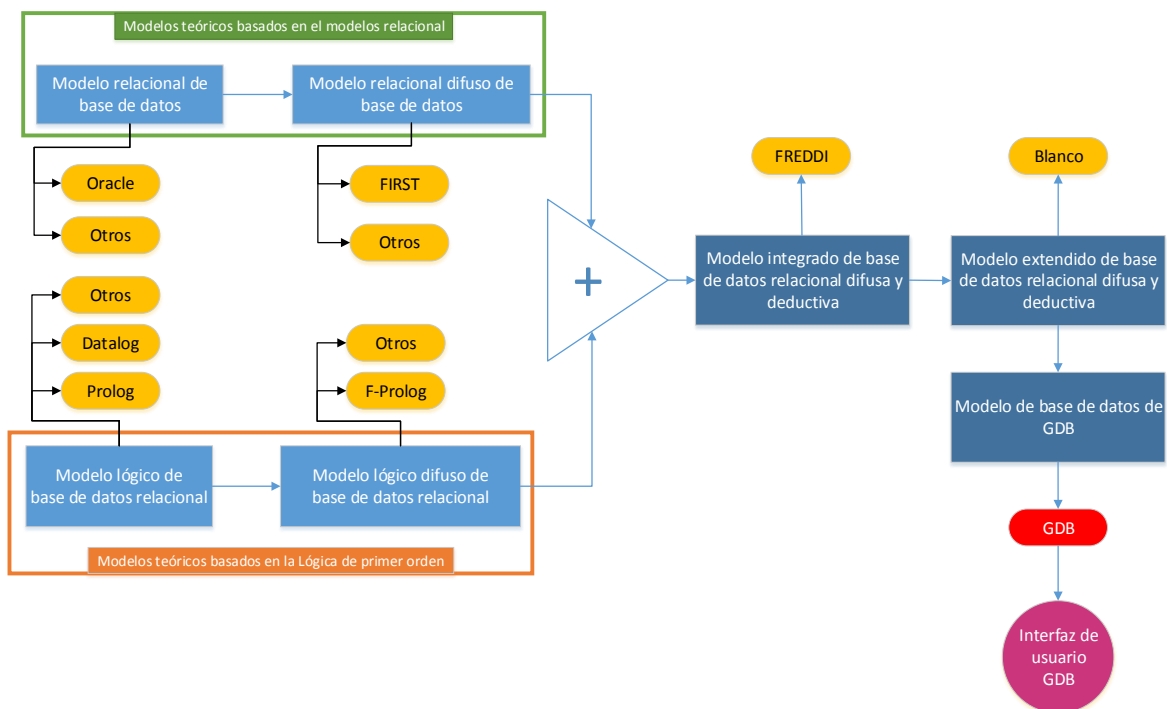 Modelos teóricos basados en el modelos relacional
Modelo relacional de
base de datos
Modelo relacional difuso de
base de datos
Oracle
Otros
FIRST
Otros
Otros
Datalog
Prolog
Otros
F-Prolog
Modelo lógico de
base de datos relacional
Modelo lógico difuso de
base de datos relacional
Modelos teóricos basados en la Lógica de primer orden
+
FREDDI
Blanco
Modelo integrado de base
de datos relacional difusa y
deductiva
Modelo extendido de base
de datos relacional difusa y
deductiva
Modelo de base de datos de
GDB
GDB
Interfaz de
usuario
GDB